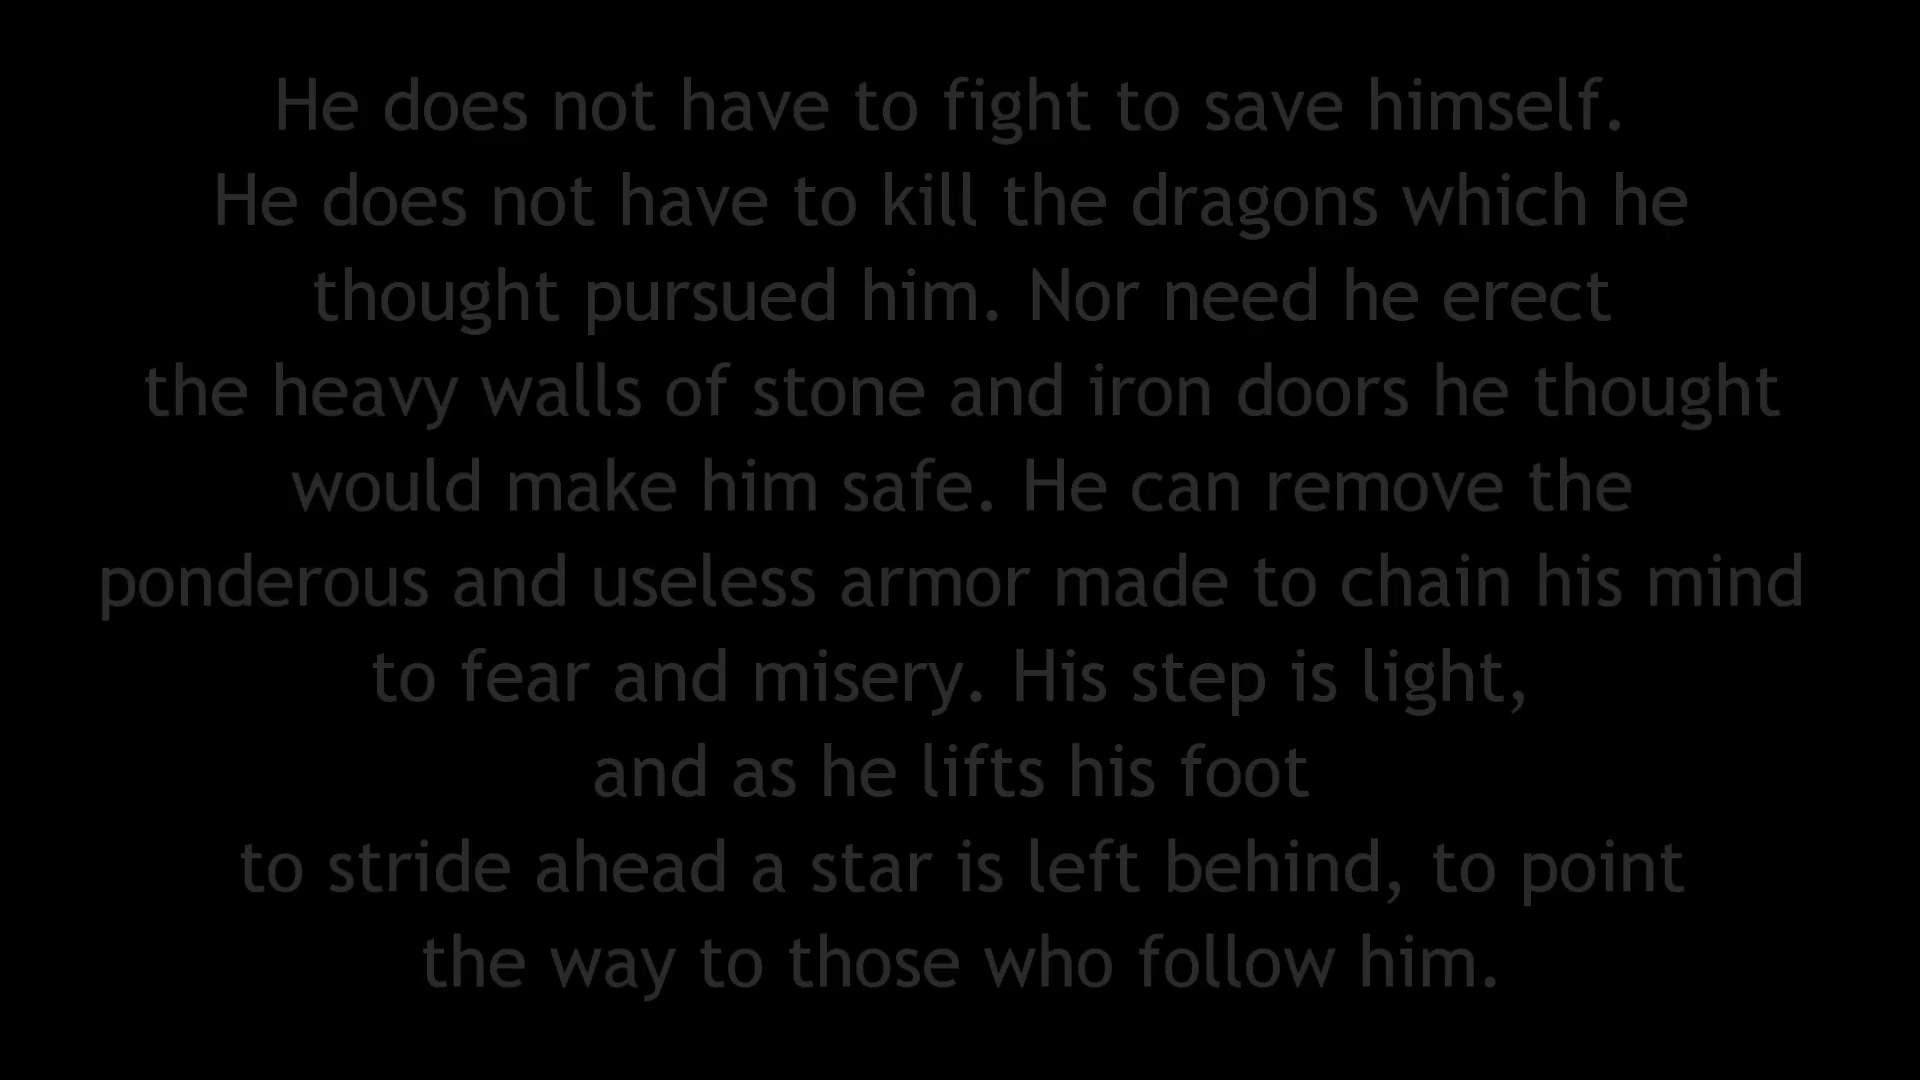 He does not have to fight to save himself.
He does not have to kill the dragons which he
thought pursued him. Nor need he erect
the heavy walls of stone and iron doors he thought
would make him safe. He can remove the
ponderous and useless armor made to chain his mind
to fear and misery. His step is light,
and as he lifts his foot
to stride ahead a star is left behind, to point
the way to those who follow him.